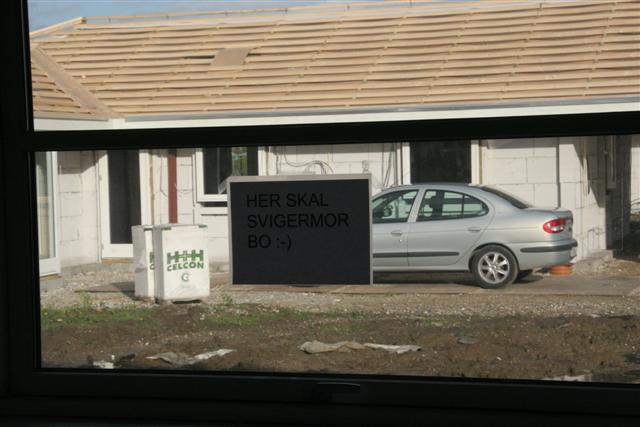 HER SKAL
SVIGERMOR
BO :-)
H+H
CELCON